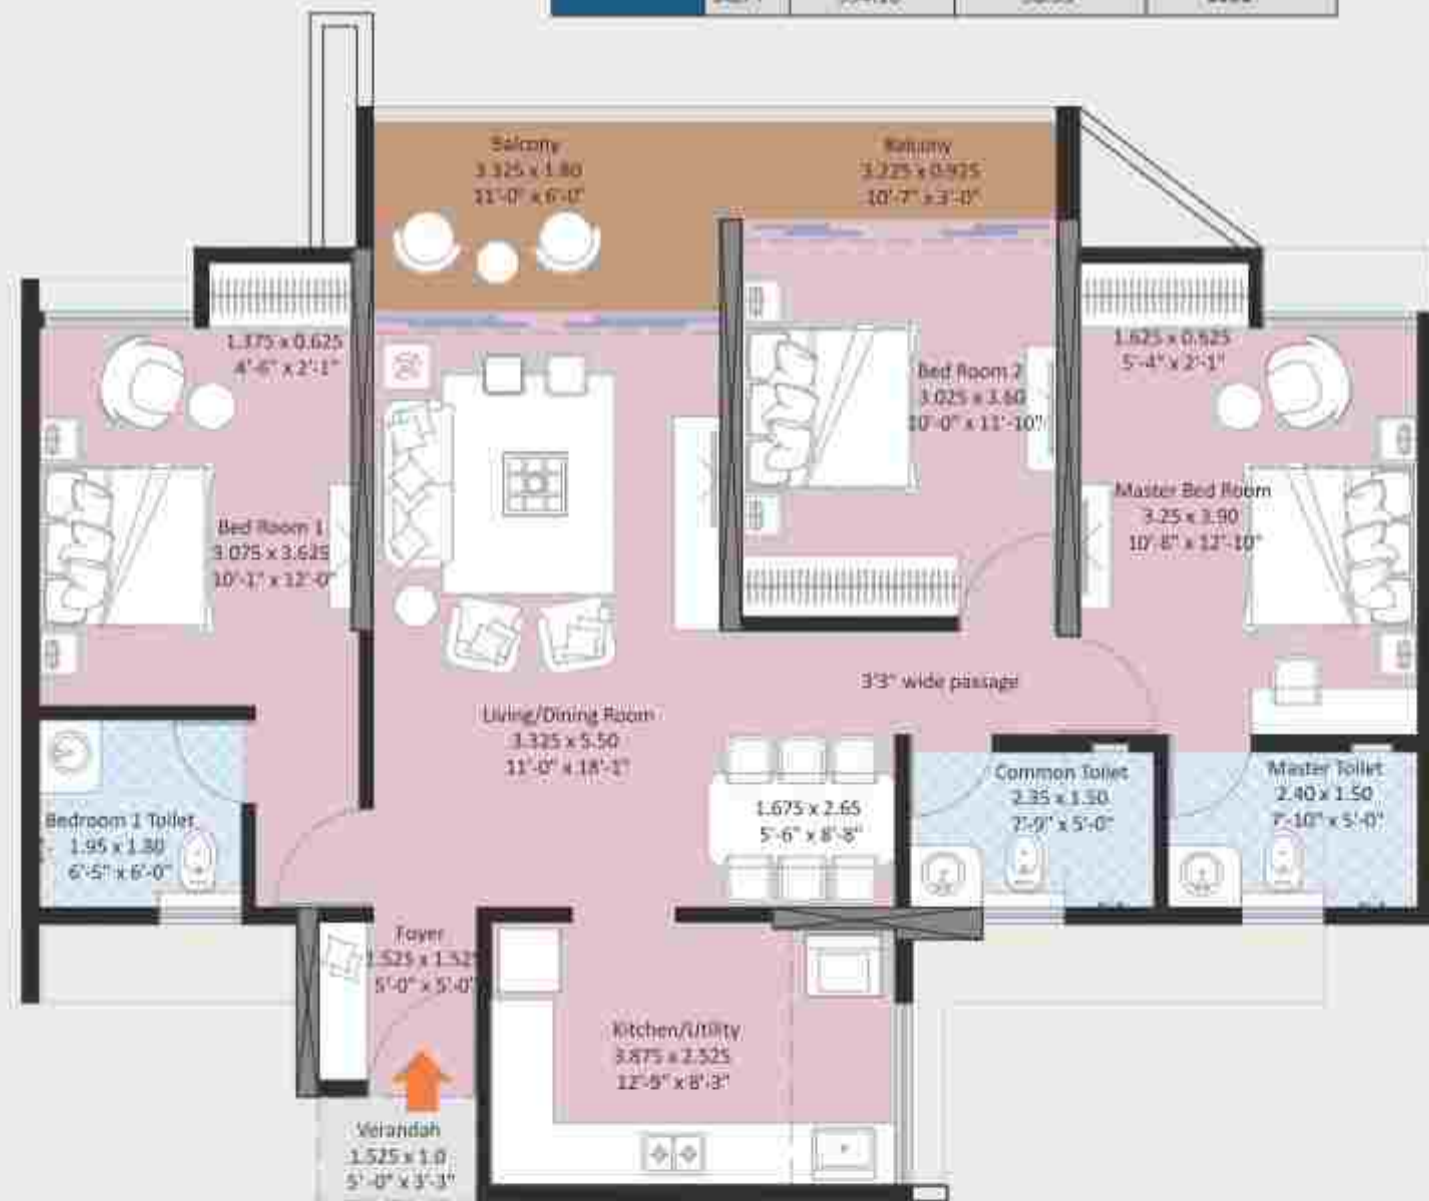 Balcony
3.325 x 1.80
11'-0" x 6'-0"
Balcony
3.225 x 0.925
10'-7" x 3'-0"
1.375 x 0.625
4'-6" x 2'-1"
1.625 x 0.625
5'-4" x 2'-1"
Bed Room 2
3.025 x 3.60
10'-0" x 11'-10"
Bed Room 1
3.075 x 3.625
10'-1" x 12'-0"
Master Bed Room
3.25 x 3.90
10'-8" x 12'-10"
3'3" wide passage
Living/Dining Room
3.325 x 5.50
11'-0" x 18'-1"
1.675 x 2.65
5'-6" x 8'-8"
Common Toilet
2.35 x 1.50
7'-9" x 5'-0"
Master Toilet
2.40 x 1.50
7'-10" x 5'-0"
Bedroom 1 Toilet
1.95 x 1.80
6'-5" x 6'-0"
Foyer
1.525 x 1.525
5'-0" x 5'-0"
Kitchen/Utility
3.875 x 2.525
12'-9" x 8'-3"
Verandah
1.525 x 1.0
5'-0" x 3'-3"